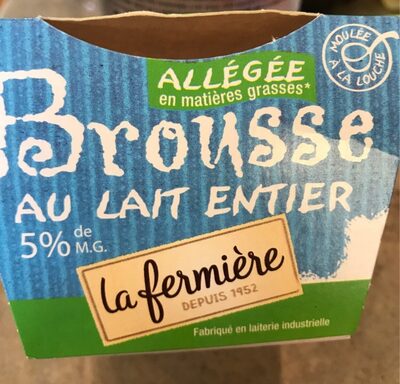 MOULÉE
À LA LOUCHE
ALLÉGÉE
en matières grasses*
Brousse
AU LAIT ENTIER
5% de
M.G.
la fermière
DEPUIS 1952
Fabriqué en laiterie industrielle